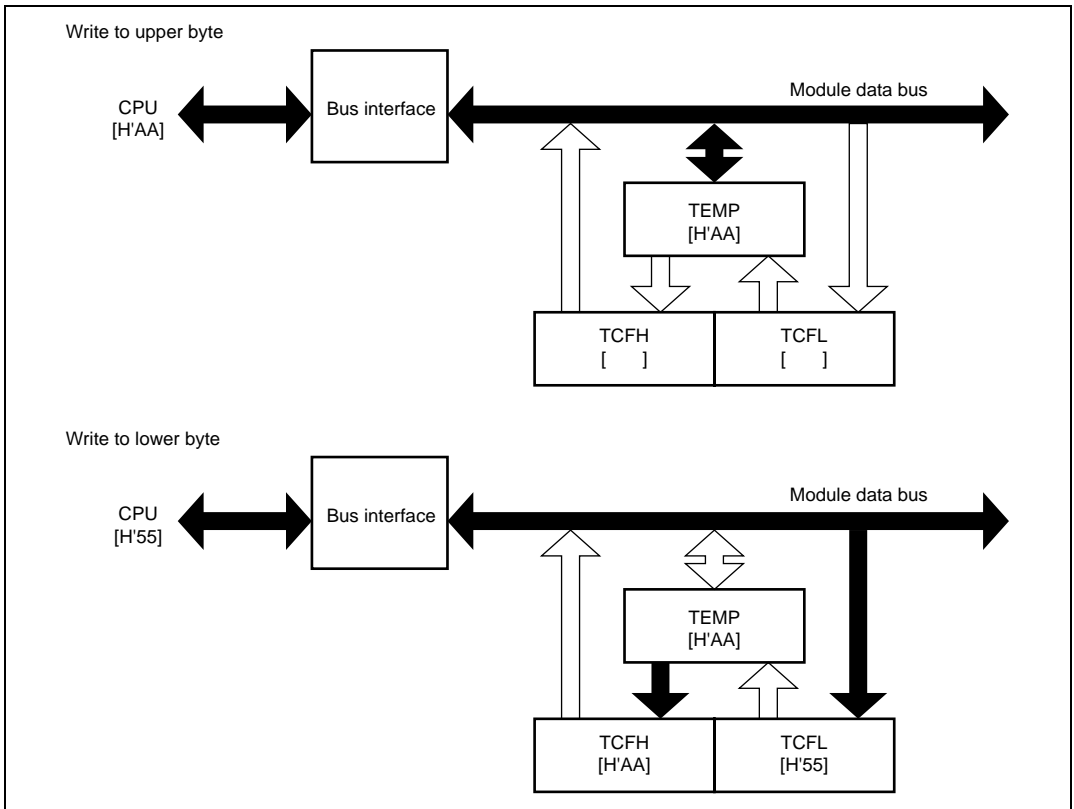 Write to upper byte
CPU
[H'AA]
Bus interface
Module data bus
TEMP
[H'AA]
TCFH
[ ]
TCFL
[ ]
Write to lower byte
CPU
[H'55]
Bus interface
Module data bus
TEMP
[H'AA]
TCFH
[H'AA]
TCFL
[H'55]